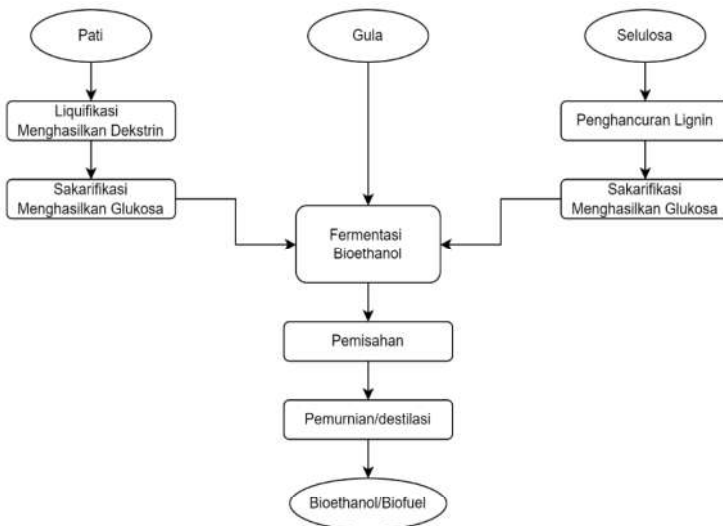 Pati
Gula
Selulosa
Liquifikasi
Menghasilkan Dekstrin
Penghancuran Lignin
Sakarifikasi
Menghasilkan Glukosa
Sakarifikasi
Menghasilkan Glukosa
Fermentasi
Bioethanol
Pemisahan
Pemurnian/destilasi
Bioethanol/Biofuel